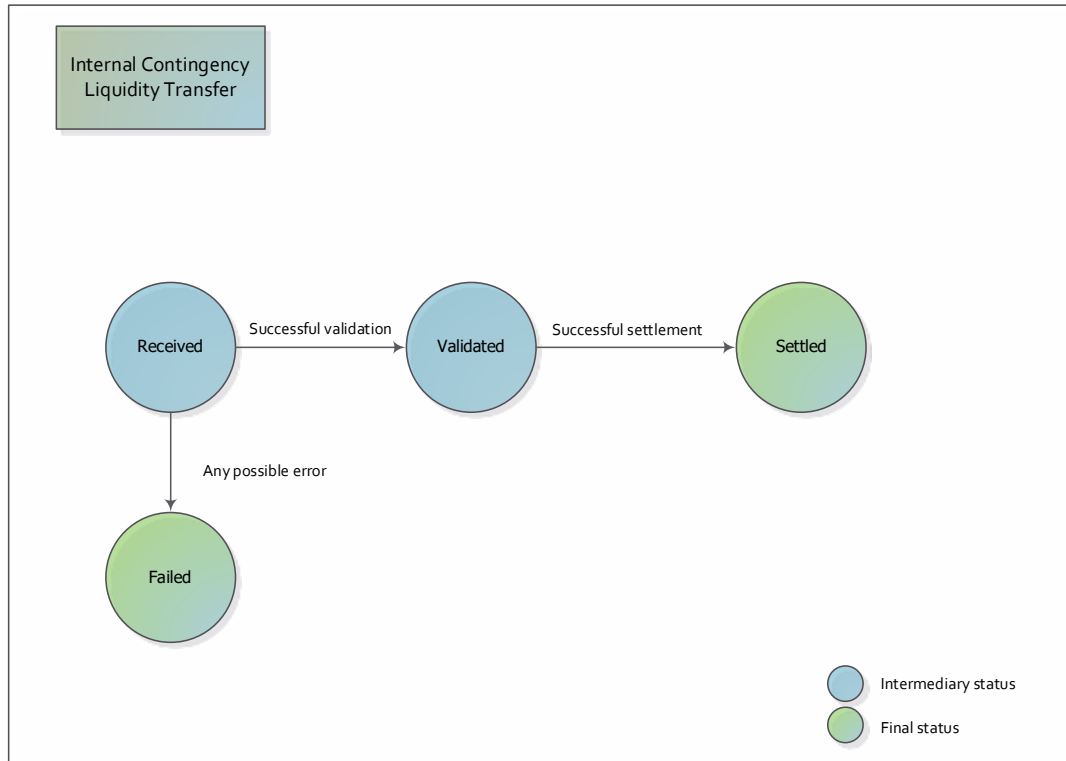 Internal Contingency
Liquidity Transfer
Received
Successful validation
Validated
Successful settlement
Settled
Any possible error
Failed
Intermediary status
Final status